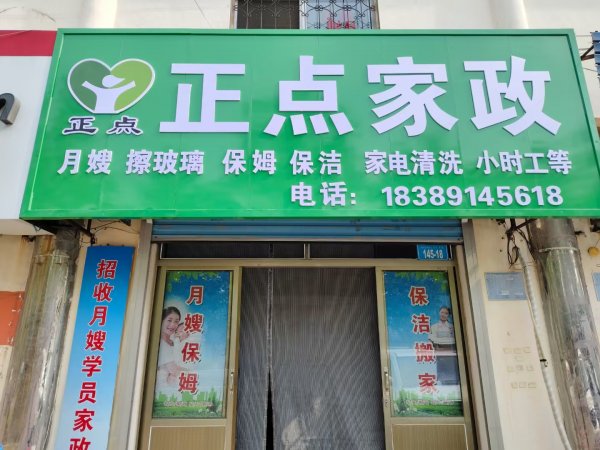 正点家政
正点
月嫂 擦玻璃 保姆 保洁 家电清洗 小时工等
电话: 18389145618
145-18
招收月嫂学员家政
月嫂保姆
保洁搬家